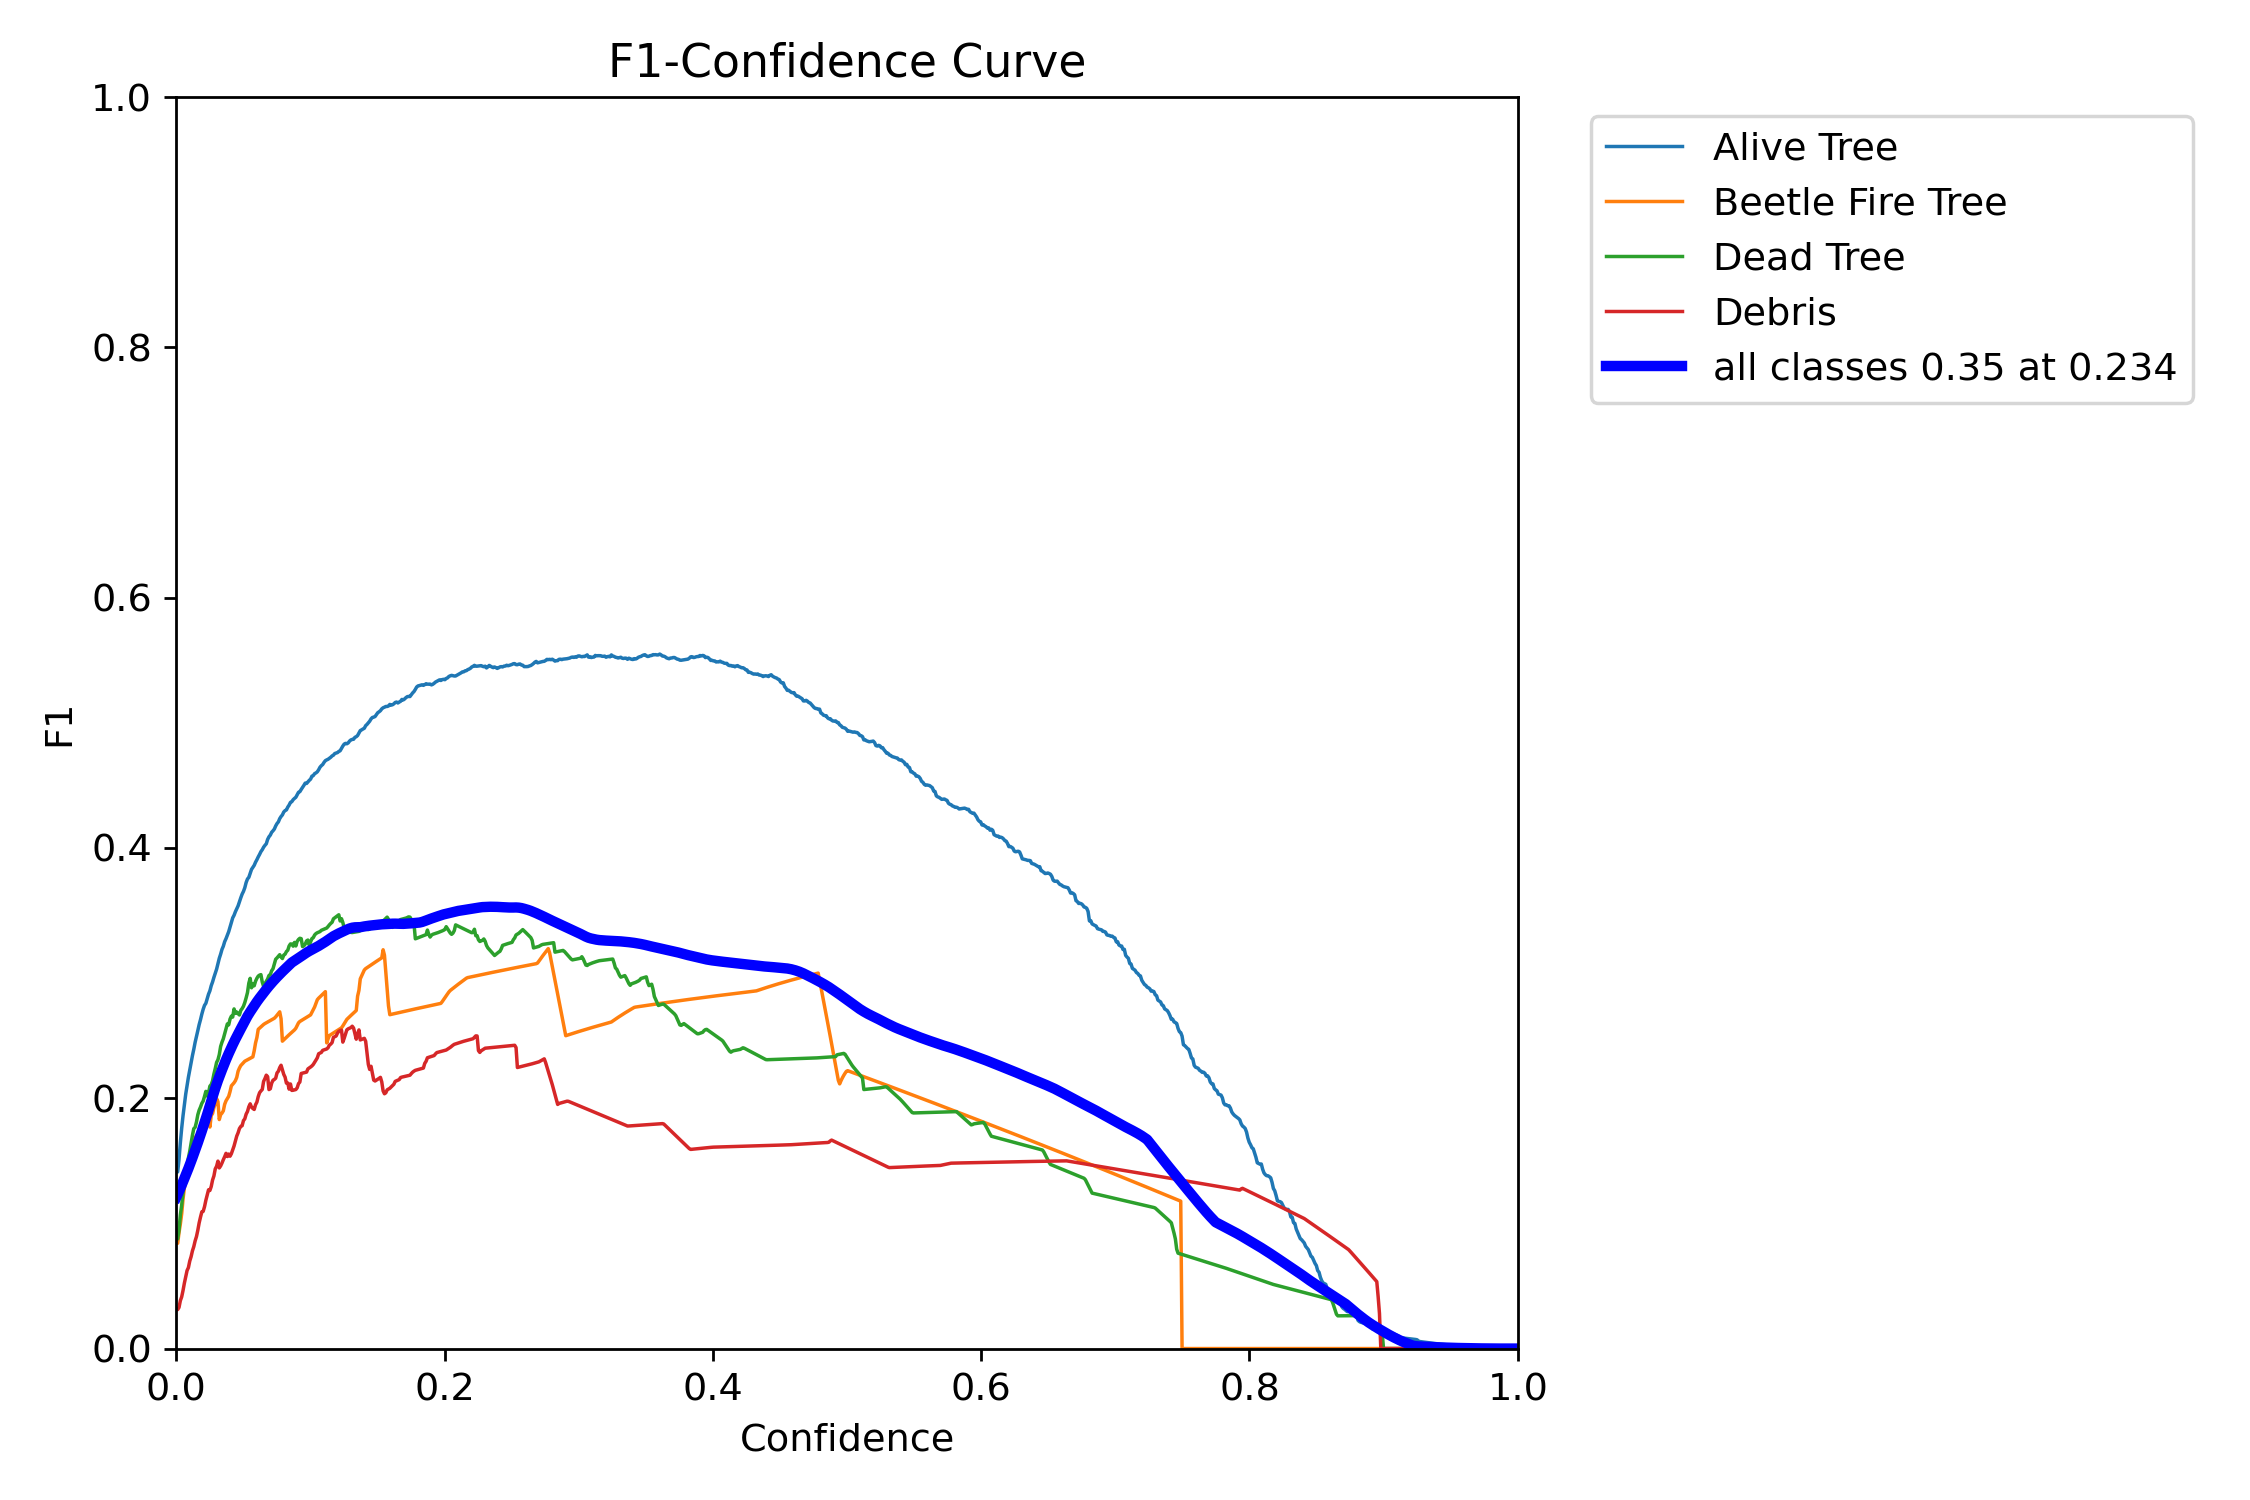 F1-Confidence Curve
1.0
0.8
0.6
0.4
0.2
0.0
F1
0.0 0.2 0.4 0.6 0.8 1.0
Confidence
Alive Tree
Beetle Fire Tree
Dead Tree
Debris
all classes 0.35 at 0.234